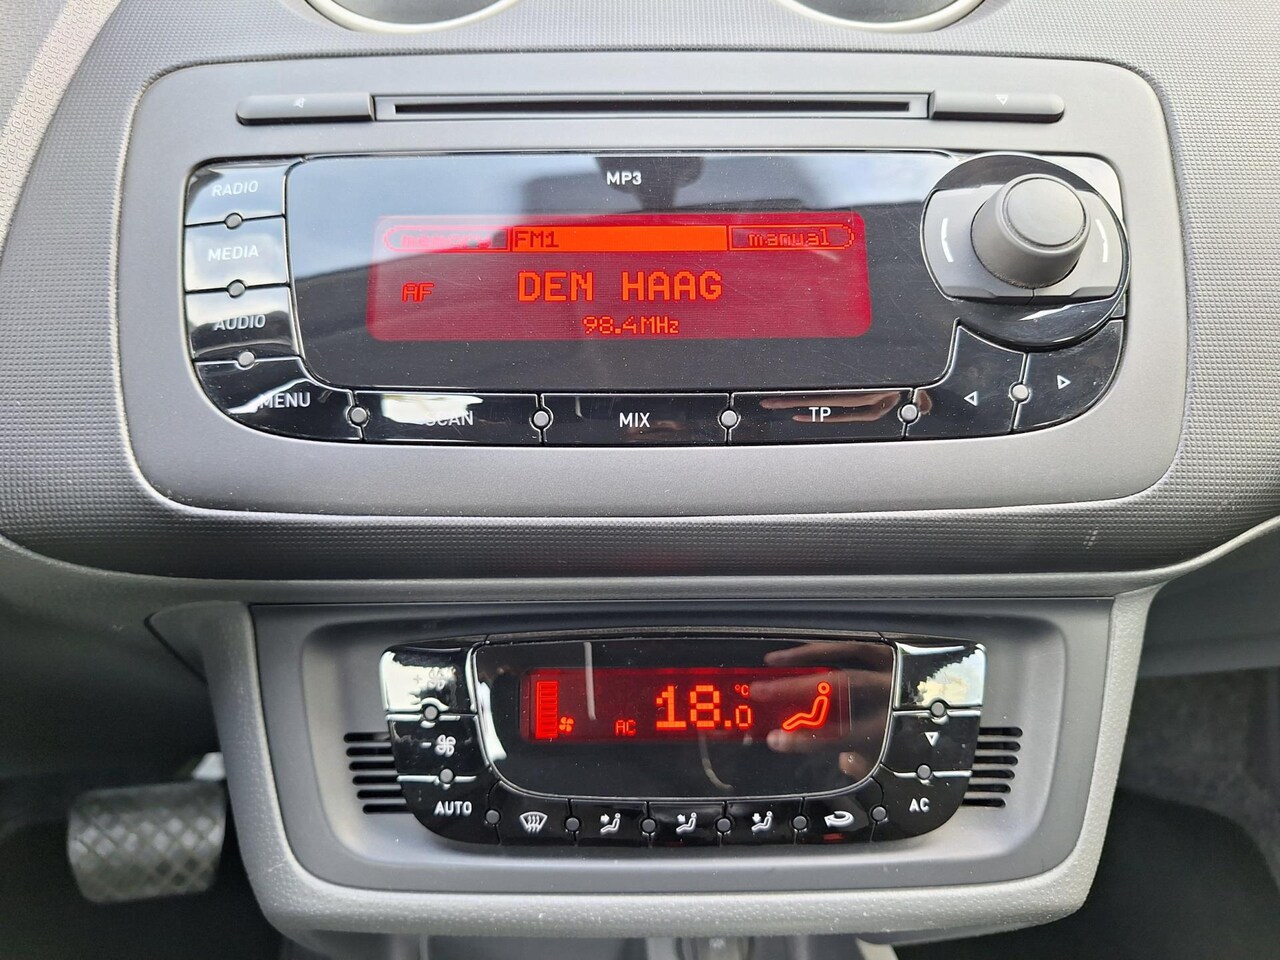 MP3
RADIO
MEDIA
AUDIO
MENU
FM1
manual
AF
DEN HAAG
98.4MHz
SCAN
MIX
TP
AC
18.0
°C
AUTO
AC